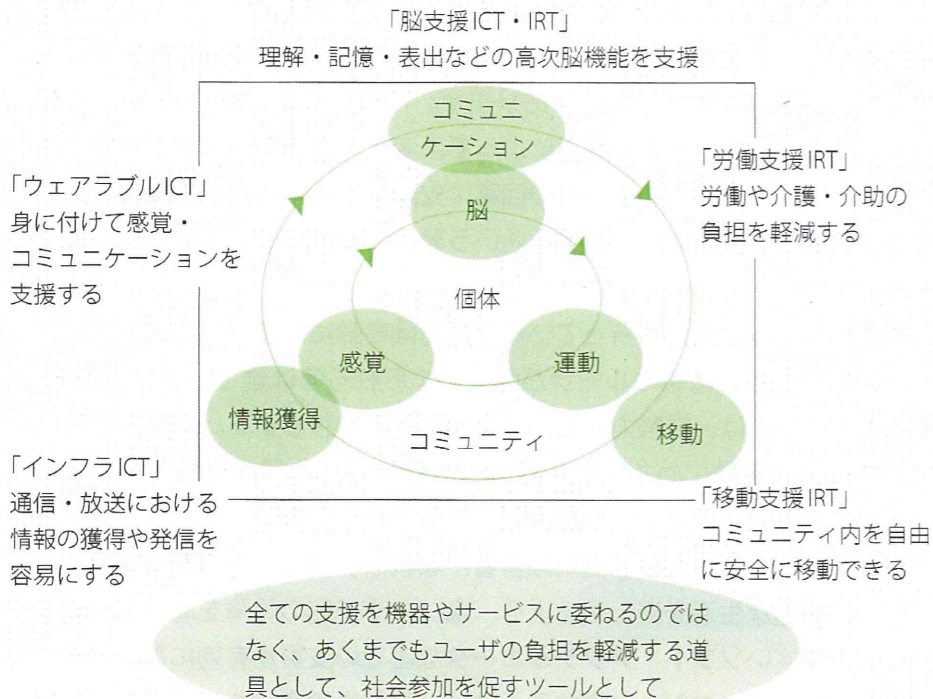 「脳支援ICT・IRT」
理解・記憶・表出などの高次脳機能を支援
コミュニ
ケーション
脳
「ウェアラブルICT」
身に付けて感覚・
コミュニケーションを
支援する
「労働支援IRT」
労働や介護・介助の
負担を軽減する
個体
感覚
運動
情報獲得
コミュニティ
移動
「インフラICT」
通信・放送における
情報の獲得や発信を
容易にする
「移動支援IRT」
コミュニティ内を自由
に安全に移動できる
全ての支援を機器やサービスに委ねるのでは
なく、あくまでもユーザの負担を軽減する道
具として、社会参加を促すツールとして